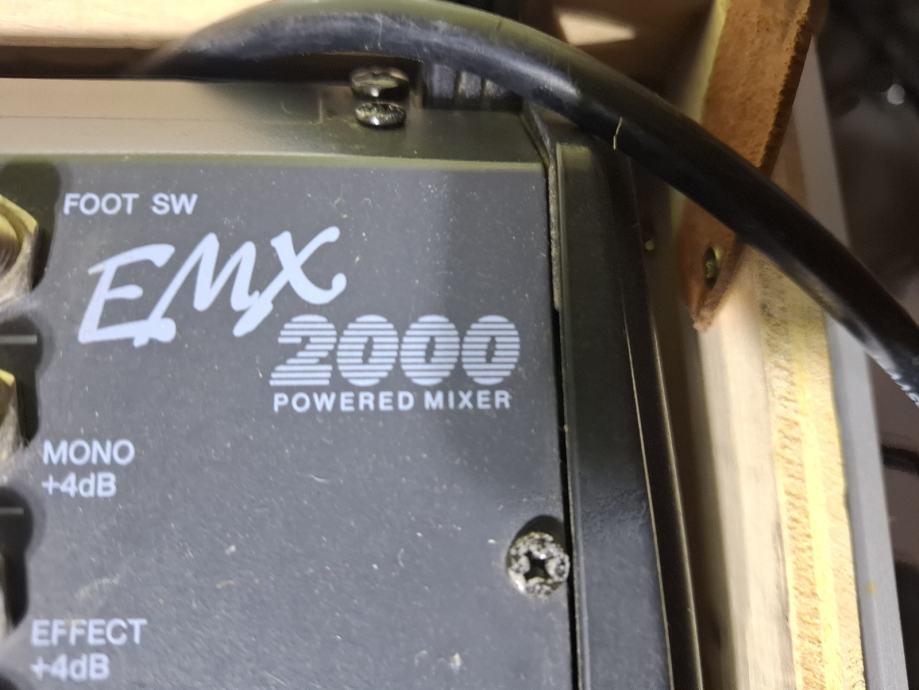 FOOT SW
EMX
2000
POWERED MIXER
MONO
+4dB
EFFECT
+4dB